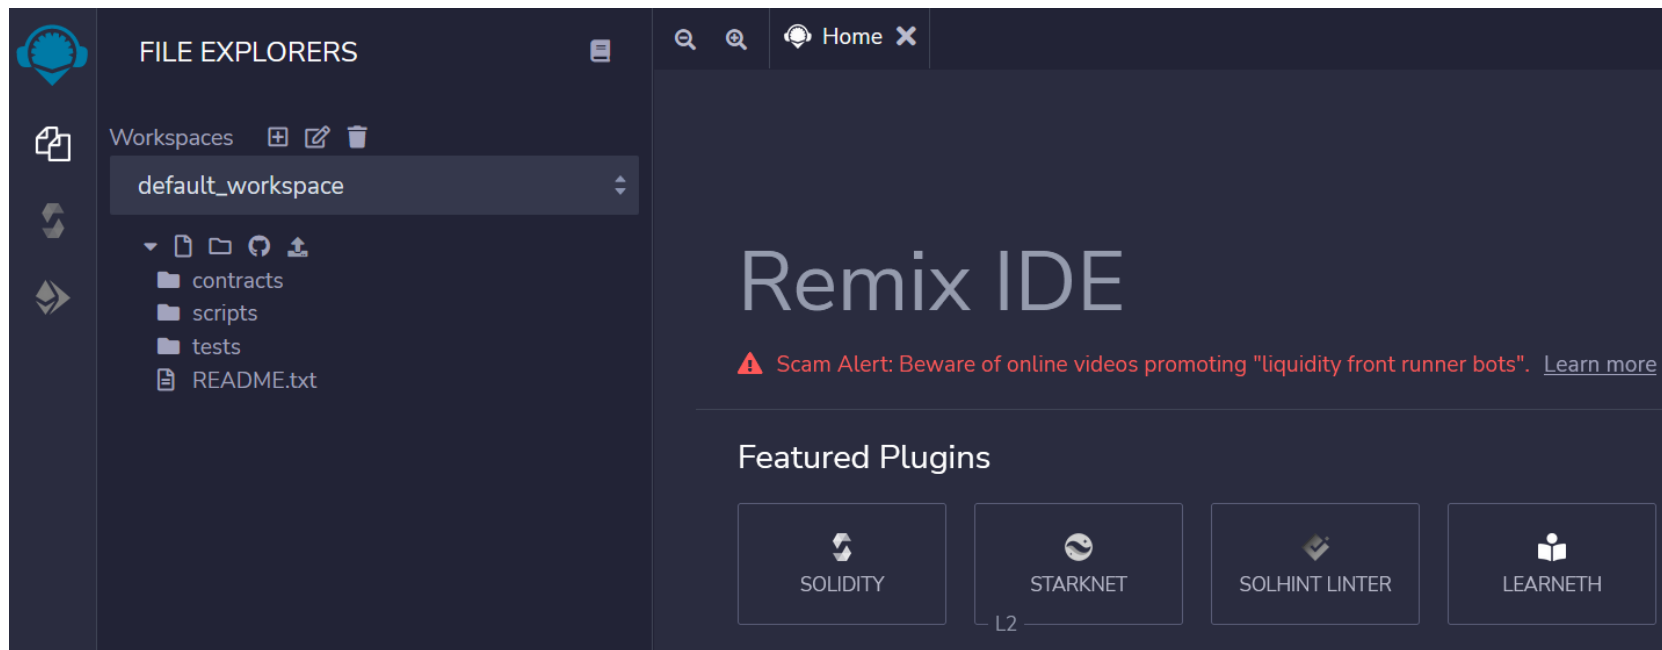 FILE EXPLORERS
Home
Workspaces
default_workspace
contracts
scripts
tests
README.txt
Remix IDE
Scam Alert: Beware of online videos promoting "liquidity front runner bots". Learn more
Featured Plugins
SOLIDITY
STARKNET
L2
SOLHINT LINTER
LEARNETH